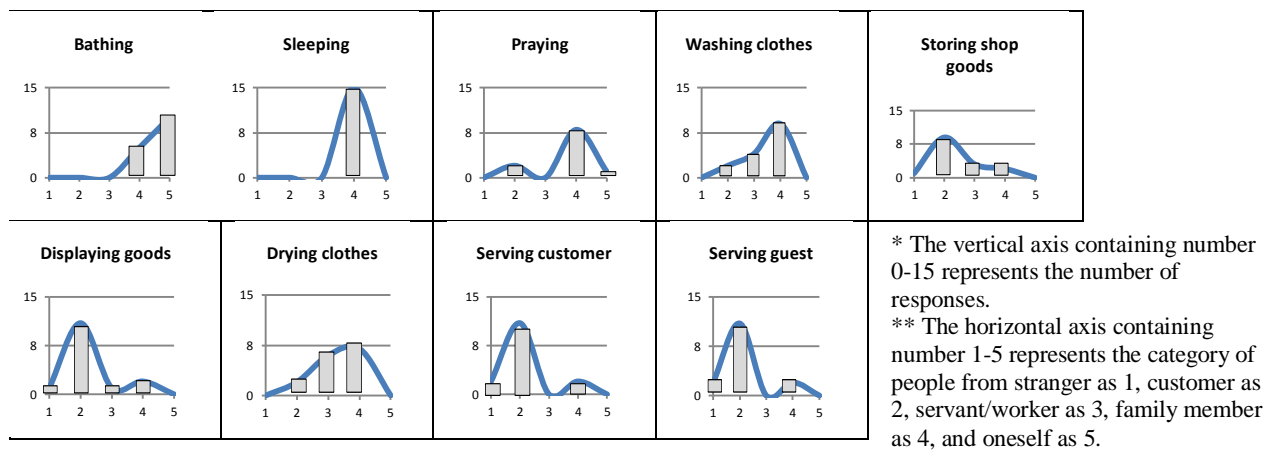 Bathing
15
8
0
1 2 3 4 5
Sleeping
15
8
0
1 2 3 4 5
Praying
15
8
0
1 2 3 4 5
Washing clothes
15
8
0
1 2 3 4 5
Storing shop
goods
15
8
0
1 2 3 4 5
Displaying goods
15
8
0
1 2 3 4 5
Drying clothes
15
8
0
1 2 3 4 5
Serving customer
15
8
0
1 2 3 4 5
Serving guest
15
8
0
1 2 3 4 5
* The vertical axis containing number
0-15 represents the number of
responses.
** The horizontal axis containing
number 1-5 represents the category of
people from stranger as 1, customer as
2, servant/worker as 3, family member
as 4, and oneself as 5.